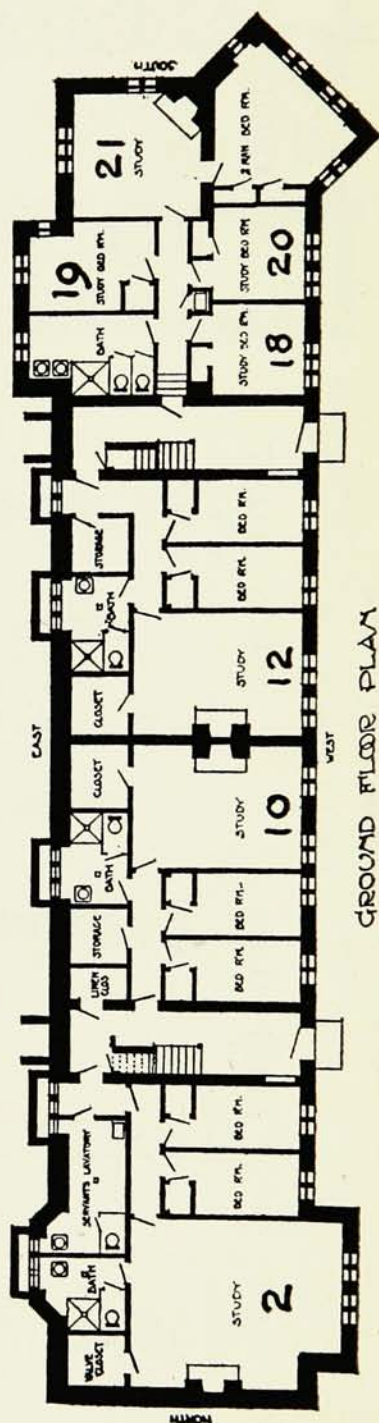 EAST
NORTH
VALVE CLOSET
BATH
SERVANTS LAVATORY
STUDY
2
BED RM.
BED RM.
LINEN CLOS
STORAGE
BATH
CLOSET
BED RM.
BED RM.
STUDY
10
CLOSET
BATH
STORAGE
STUDY
12
BED RM.
BED RM.
BATH
19
STUDY BED RM.
21
STUDY
SOUTH
STUDY BED RM.
18
STUDY BED RM.
20
2 MAN BED RM.
WEST
GROUND FLOOR PLAN